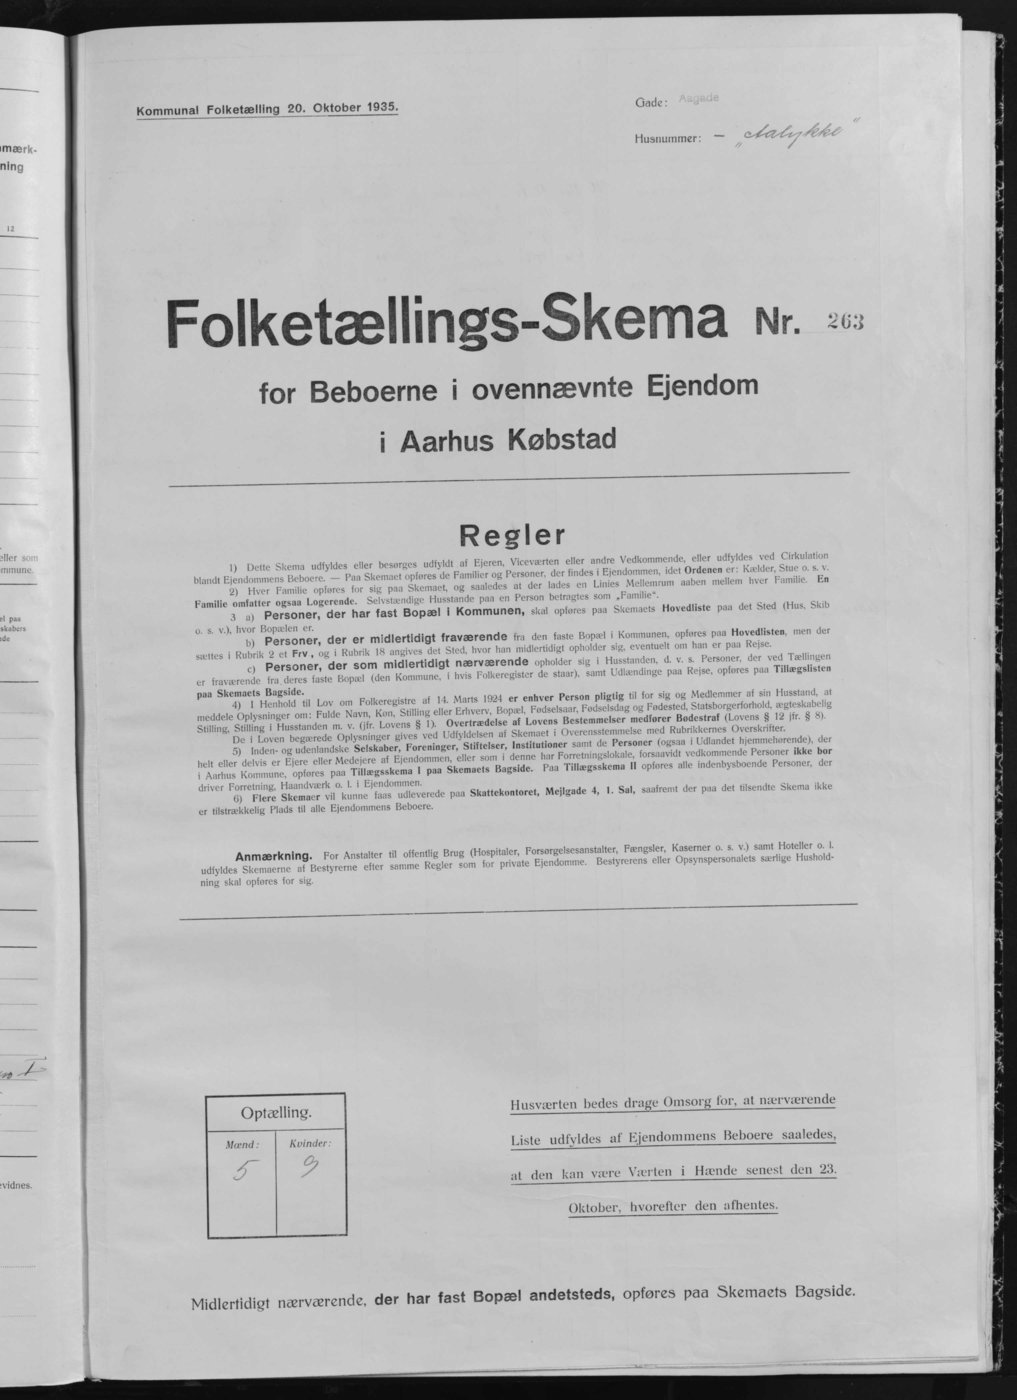 Kommunal Folketælling 20. Oktober 1935.
Gade: Aagade
Husnummer: — „Aalykke"
Folketællings-Skema Nr. 263
for Beboerne i ovennævnte Ejendom
i Aarhus Købstad
Regler
1) Dette Skema udfyldes eller besørges udfyldt af Ejeren, Viceværten eller andre Vedkommende, eller udfyldes ved Cirkulation
blandt Ejendommens Beboere. — Paa Skemaet opføres de Familier og Personer, der findes i Ejendommen, idet Ordenen er: Kælder, Stue o. s. v.
2) Hver Familie opføres for sig paa Skemaet, og saaledes at der lades en Linies Mellemrum aaben mellem hver Familie. En
Familie omfatter ogsaa Logerende. Selvstændige Husstande paa en Person betragtes som „Familie".
3 a) Personer, der har fast Bopæl i Kommunen, skal opføres paa Skemaets Hovedliste paa det Sted (Hus, Skib
o. s. v.), hvor Bopælen er.
b) Personer, der er midlertidigt fraværende fra den faste Bopæl i Kommunen, opføres paa Hovedlisten, men der
sættes i Rubrik 2 et Frv., og i Rubrik 18 angives det Sted, hvor han midlertidigt opholder sig, eventuelt om han er paa Rejse.
c) Personer, der som midlertidigt nærværende opholder sig i Husstanden, d. v. s. Personer, der ved Tællingen
er fraværende fra deres faste Bopæl (den Kommune, i hvis Folkeregister de staar), samt Udlændinge paa Rejse, opføres paa Tillægslisten
paa Skemaets Bagside.
4) I Henhold til Lov om Folkeregistre af 14. Marts 1924 er enhver Person pligtig til for sig og Medlemmer af sin Husstand, at
meddele Oplysninger om: Fulde Navn, Køn, Stilling eller Erhverv, Bopæl, Fødselsaar, Fødselsdag og Fødested, Statsborgerforhold, ægteskabelig
Stilling, Stilling i Husstanden m. v. (jfr. Lovens § 1). Overtrædelse af Lovens Bestemmelser medfører Bødestraf (Lovens § 12 jfr. § 8).
De i Loven begærede Oplysninger gives ved Udfyldelsen af Skemaet i Overensstemmelse med Rubrikkernes Overskrifter.
5) Inden- og udenlandske Selskaber, Foreninger, Stiftelser, Institutioner samt de Personer (ogsaa i Udlandet hjemmehørende), der
helt eller delvis er Ejere eller Medejere af Ejendommen, eller som i denne har Forretningslokale, forsaavidt vedkommende Personer ikke bor
i Aarhus Kommune, opføres paa Tillægsskema I paa Skemaets Bagside. Paa Tillægsskema II opføres alle indenbysboende Personer, der
driver Forretning, Haandværk o. l. i Ejendommen.
6) Flere Skemaer vil kunne faas udleverede paa Skattekontoret, Mejlgade 4, 1. Sal, saafremt der paa det tilsendte Skema ikke
er tilstrækkelig Plads til alle Ejendommens Beboere.
Anmærkning. For Anstalter til offentlig Brug (Hospitaler, Forsørgelsesanstalter, Fængsler, Kaserner o. s. v.) samt Hoteller o. l.
udfyldes Skemaerne af Bestyrerne efter samme Regler som for private Ejendomme. Bestyrerens eller Opsynspersonalets særlige Hushold-
ning skal opføres for sig.
Optælling.
Mænd: Kvinder:
5 9
Husværten bedes drage Omsorg for, at nærværende
Liste udfyldes af Ejendommens Beboere saaledes,
at den kan være Værten i Hænde senest den 23.
Oktober, hvorefter den afhentes.
Midlertidigt nærværende, der har fast Bopæl andetsteds, opføres paa Skemaets Bagside.